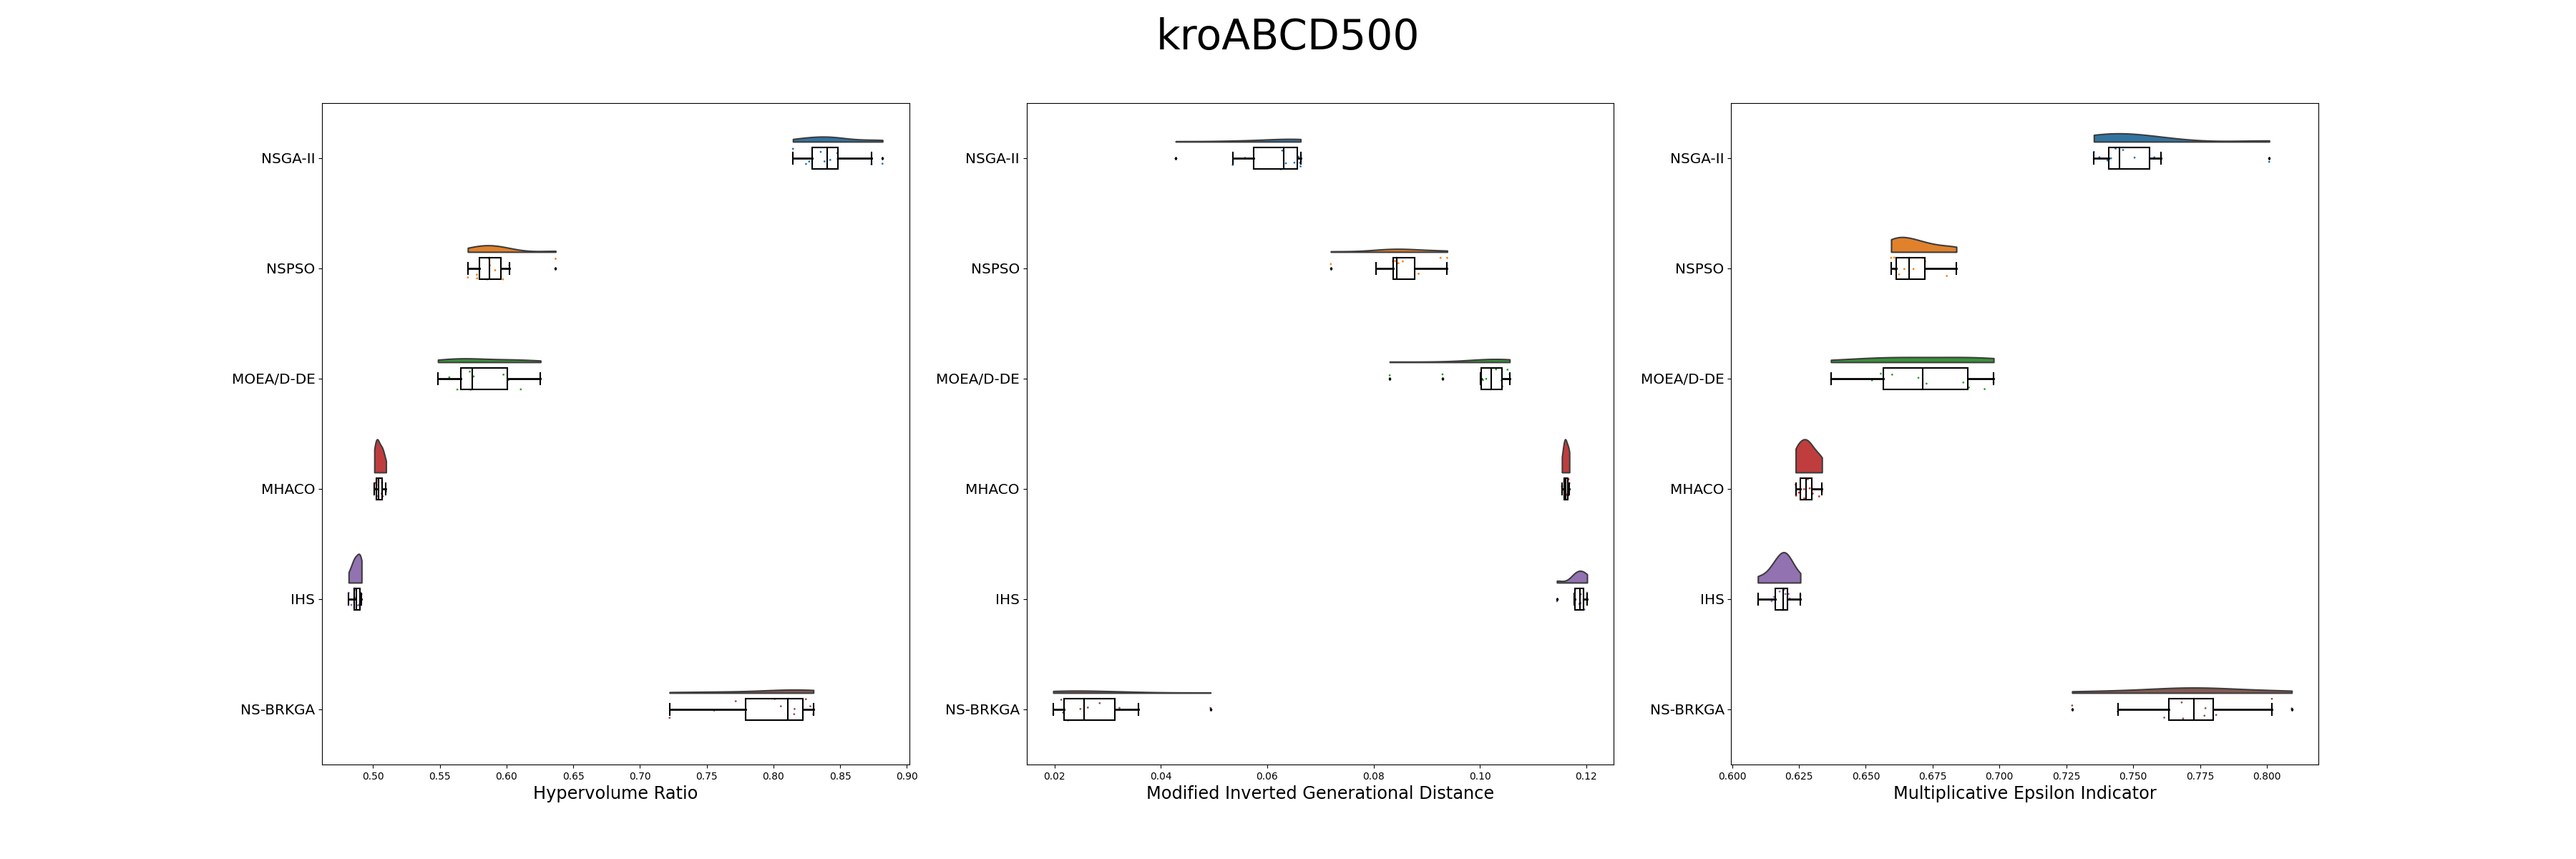 kroABCD500
NSGA-II
NSPSO
MOEA/D-DE
MHACO
IHS
NS-BRKGA
0.50 0.55 0.60 0.65 0.70 0.75 0.80 0.85 0.90
Hypervolume Ratio
NSGA-II
NSPSO
MOEA/D-DE
MHACO
IHS
NS-BRKGA
0.02 0.04 0.06 0.08 0.10 0.12
Modified Inverted Generational Distance
NSGA-II
NSPSO
MOEA/D-DE
MHACO
IHS
NS-BRKGA
0.600 0.625 0.650 0.675 0.700 0.725 0.750 0.775 0.800
Multiplicative Epsilon Indicator